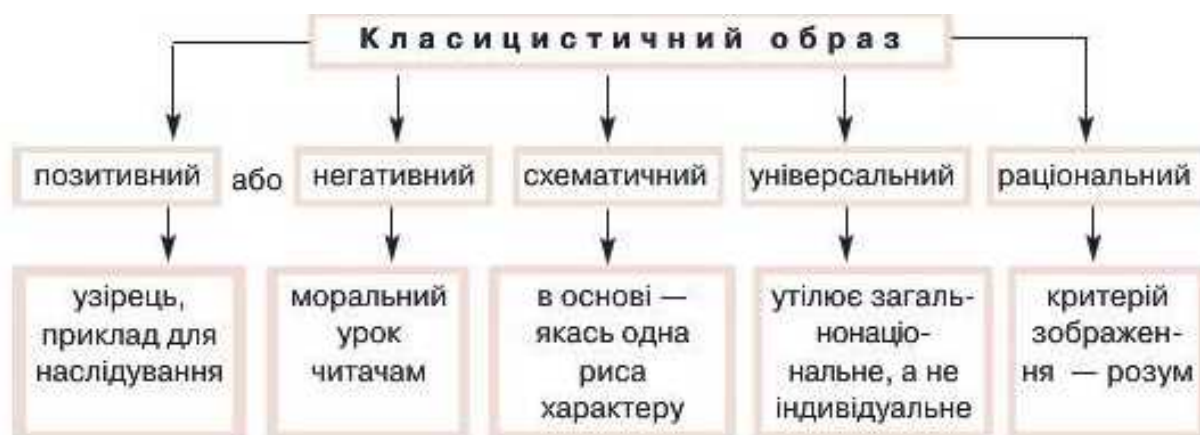 Класицистичний образ
позитивний або негативний схематичний універсальний раціональний
узірець,
приклад для
наслідування
моральний
урок
читачам
в основі —
якась одна
риса
характеру
утілює загаль-
нонаціо-
нальне, а не
індивідуальне
критерій
зображен-
ня — розум